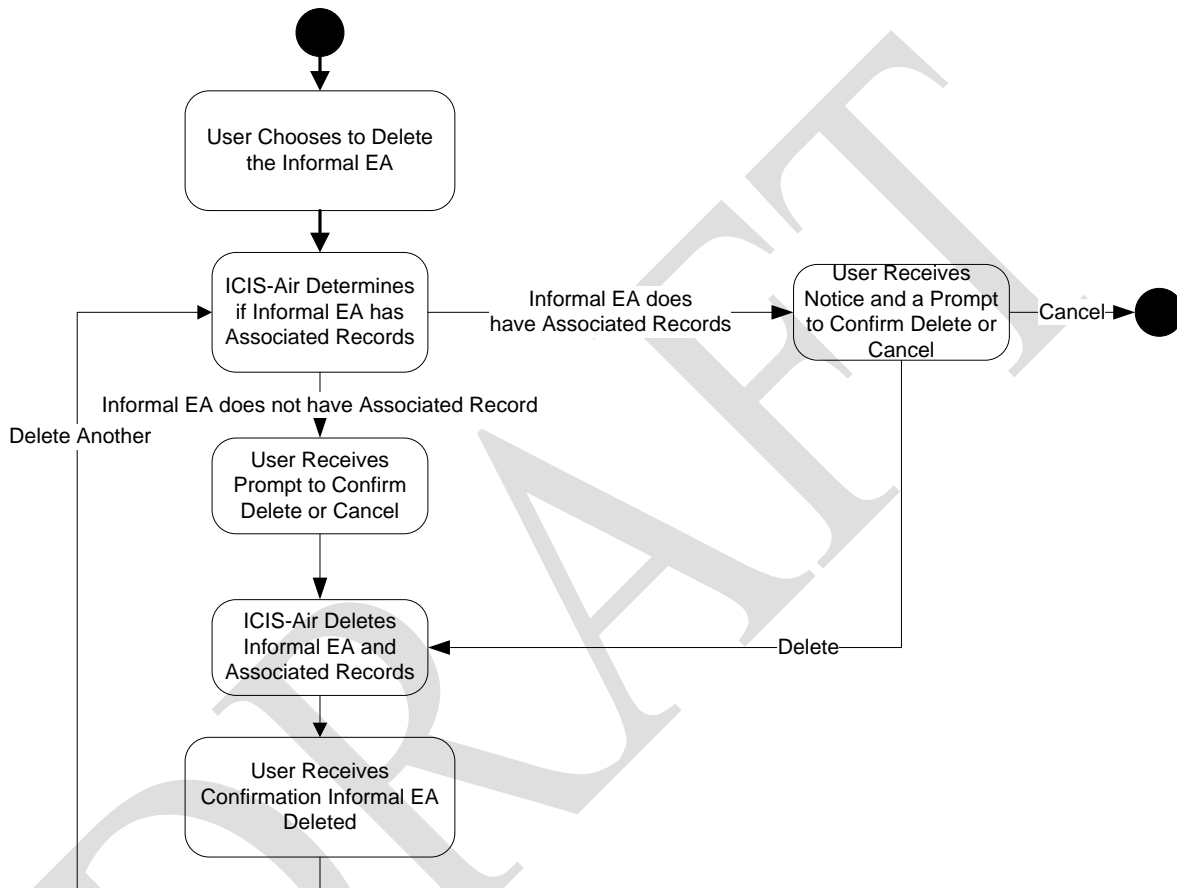 User Chooses to Delete
the Informal EA
ICIS-Air Determines
if Informal EA has
Associated Records
Informal EA does
have Associated Records
User Receives
Notice and a Prompt
to Confirm Delete or
Cancel
Cancel
Informal EA does not have Associated Record
Delete Another
User Receives
Prompt to Confirm
Delete or Cancel
ICIS-Air Deletes
Informal EA and
Associated Records
Delete
User Receives
Confirmation Informal EA
Deleted
DRAFT